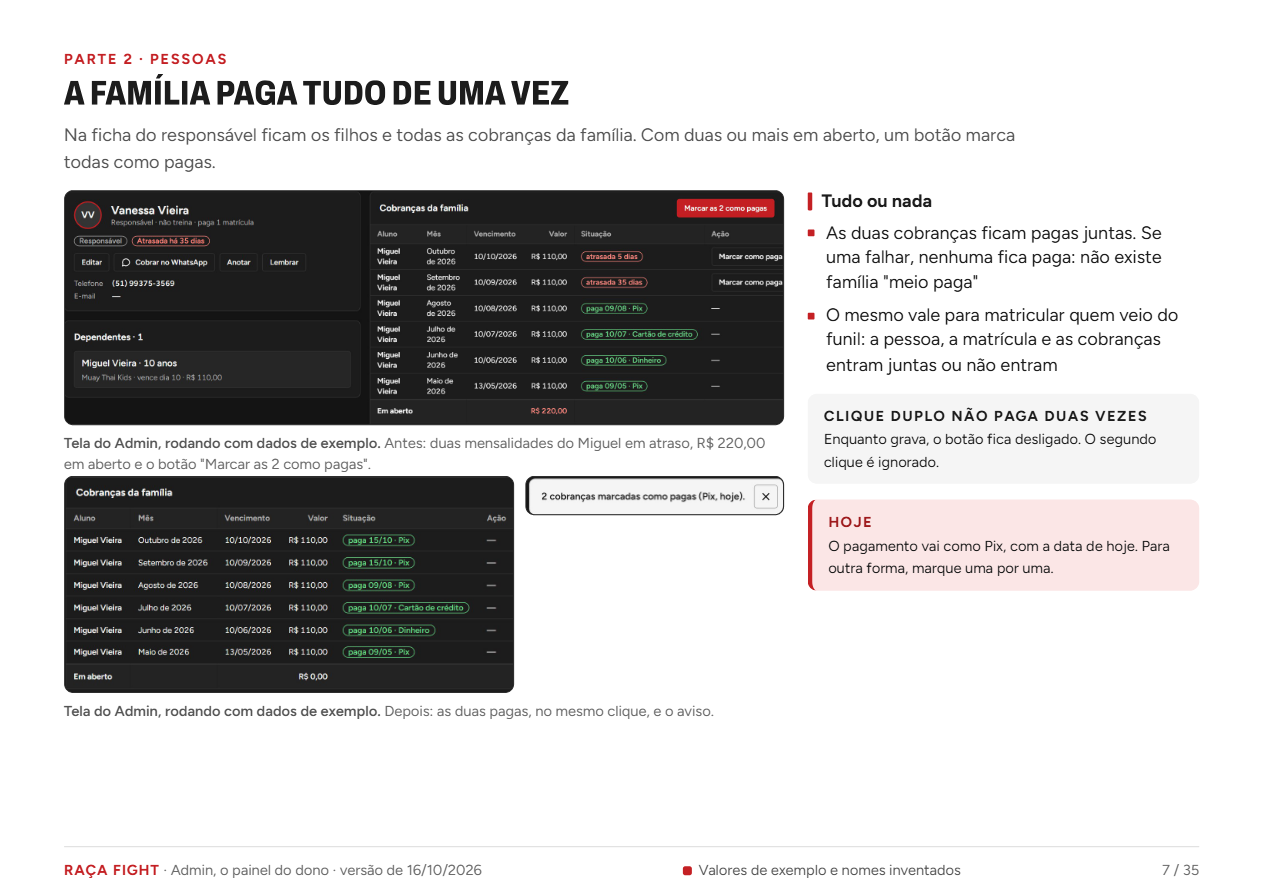 PARTE 2 · PESSOAS
A FAMÍLIA PAGA TUDO DE UMA VEZ
Na ficha do responsável ficam os filhos e todas as cobranças da família. Com duas ou mais em aberto, um botão marca
todas como pagas.
VV
Vanessa Vieira
Responsável · não treina · paga 1 matrícula
Responsável Atrasada há 35 dias
Editar Cobrar no WhatsApp Anotar Lembrar
Telefone (51) 99375-3569
E-mail —
Dependentes · 1
Miguel Vieira · 10 anos
Muay Thai Kids · vence dia 10 · R$ 110,00
Cobranças da família Marcar as 2 como pagas
Aluno Mês Vencimento Valor Situação Ação
Miguel Vieira Outubro de 2026 10/10/2026 R$ 110,00 atrasada 5 dias Marcar como paga
Miguel Vieira Setembro de 2026 10/09/2026 R$ 110,00 atrasada 35 dias Marcar como paga
Miguel Vieira Agosto de 2026 10/08/2026 R$ 110,00 paga 09/08 · Pix —
Miguel Vieira Julho de 2026 10/07/2026 R$ 110,00 paga 10/07 · Cartão de crédito —
Miguel Vieira Junho de 2026 10/06/2026 R$ 110,00 paga 10/06 · Dinheiro —
Miguel Vieira Maio de 2026 13/05/2026 R$ 110,00 paga 09/05 · Pix —
Em aberto R$ 220,00
Tela do Admin, rodando com dados de exemplo. Antes: duas mensalidades do Miguel em atraso, R$ 220,00
em aberto e o botão "Marcar as 2 como pagas".
Cobranças da família
Aluno Mês Vencimento Valor Situação Ação
Miguel Vieira Outubro de 2026 10/10/2026 R$ 110,00 paga 15/10 · Pix —
Miguel Vieira Setembro de 2026 10/09/2026 R$ 110,00 paga 15/10 · Pix —
Miguel Vieira Agosto de 2026 10/08/2026 R$ 110,00 paga 09/08 · Pix —
Miguel Vieira Julho de 2026 10/07/2026 R$ 110,00 paga 10/07 · Cartão de crédito —
Miguel Vieira Junho de 2026 10/06/2026 R$ 110,00 paga 10/06 · Dinheiro —
Miguel Vieira Maio de 2026 13/05/2026 R$ 110,00 paga 09/05 · Pix —
Em aberto R$ 0,00
2 cobranças marcadas como pagas (Pix, hoje). ✕
Tela do Admin, rodando com dados de exemplo. Depois: as duas pagas, no mesmo clique, e o aviso.
Tudo ou nada
As duas cobranças ficam pagas juntas. Se
uma falhar, nenhuma fica paga: não existe
família "meio paga"
O mesmo vale para matricular quem veio do
funil: a pessoa, a matrícula e as cobranças
entram juntas ou não entram
CLIQUE DUPLO NÃO PAGA DUAS VEZES
Enquanto grava, o botão fica desligado. O segundo
clique é ignorado.
HOJE
O pagamento vai como Pix, com a data de hoje. Para
outra forma, marque uma por uma.
RAÇA FIGHT · Admin, o painel do dono · versão de 16/10/2026
Valores de exemplo e nomes inventados
7 / 35